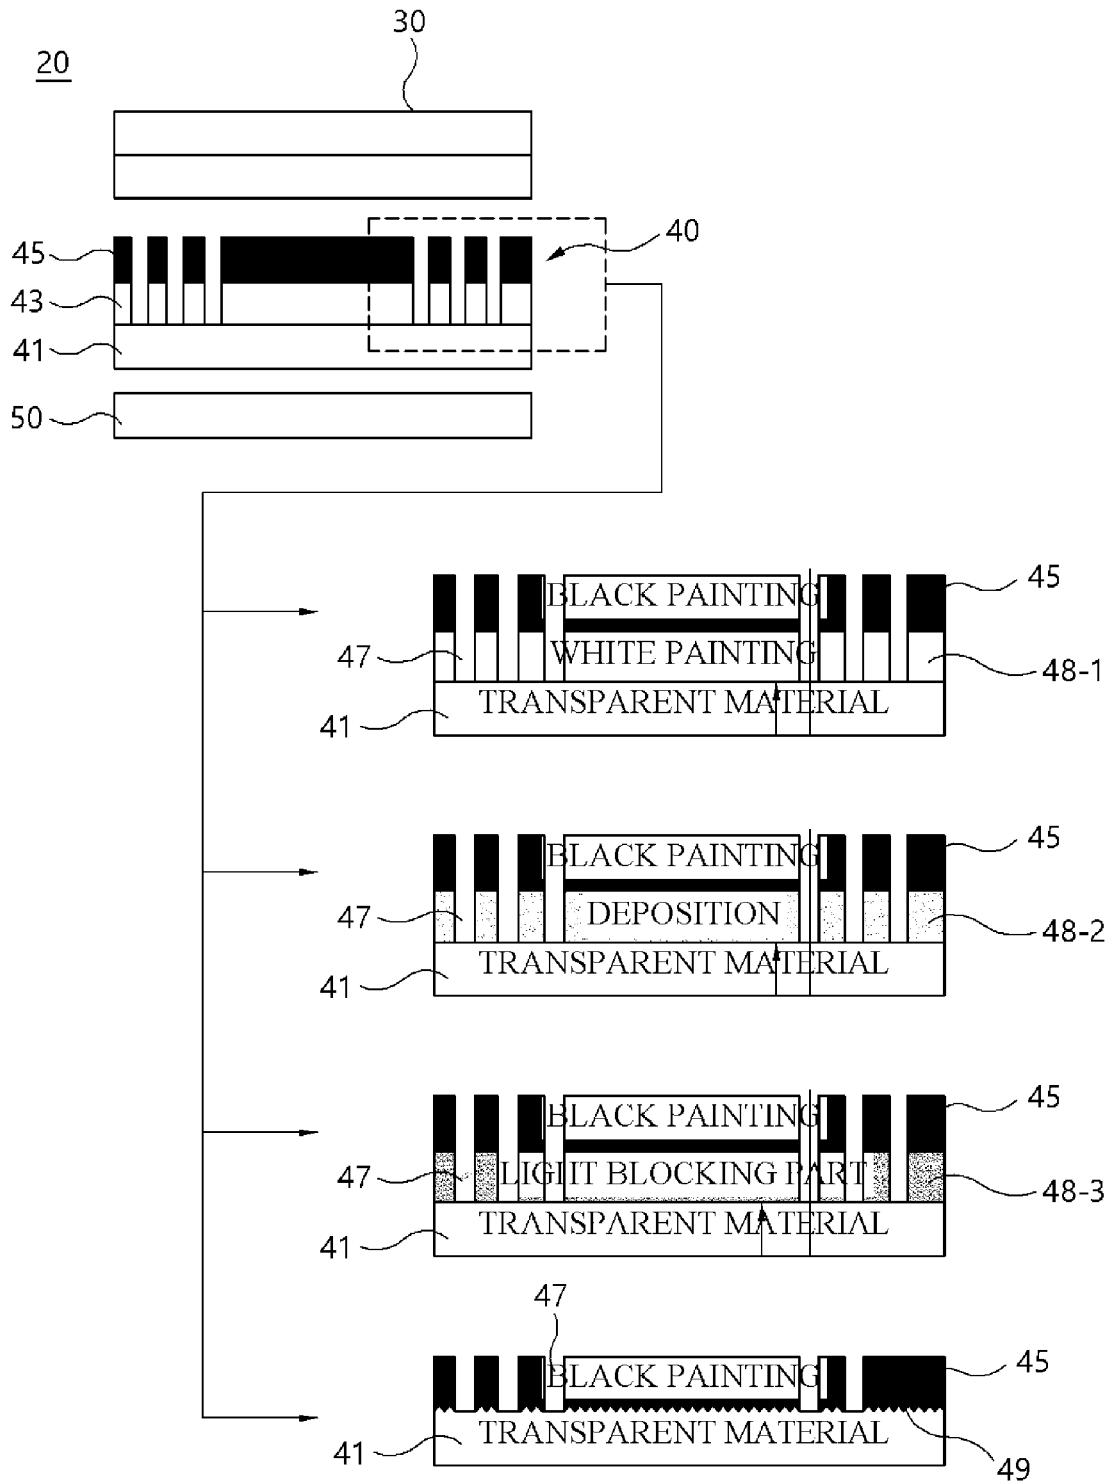 20
30
45
40
43
41
50
BLACK PAINTING
45
47
WHITE PAINTING
48-1
41
TRANSPARENT MATERIAL
BLACK PAINTING
45
47
DEPOSITION
48-2
41
TRANSPARENT MATERIAL
BLACK PAINTING
45
47
LIGHT BLOCKING PART
48-3
41
TRANSPARENT MATERIAL
47
BLACK PAINTING
45
41
TRANSPARENT MATERIAL
49